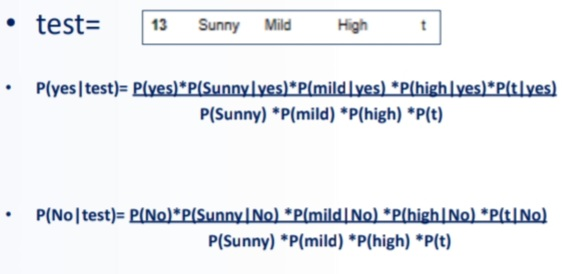 • test= 13 Sunny Mild High t
• P(yes|test)= P(yes)*P(Sunny|yes)*P(mild|yes) *P(high|yes)*P(t|yes)
P(Sunny) *P(mild) *P(high) *P(t)
• P(No|test)= P(No)*P(Sunny|No) *P(mild|No) *P(high|No) *P(t|No)
P(Sunny) *P(mild) *P(high) *P(t)